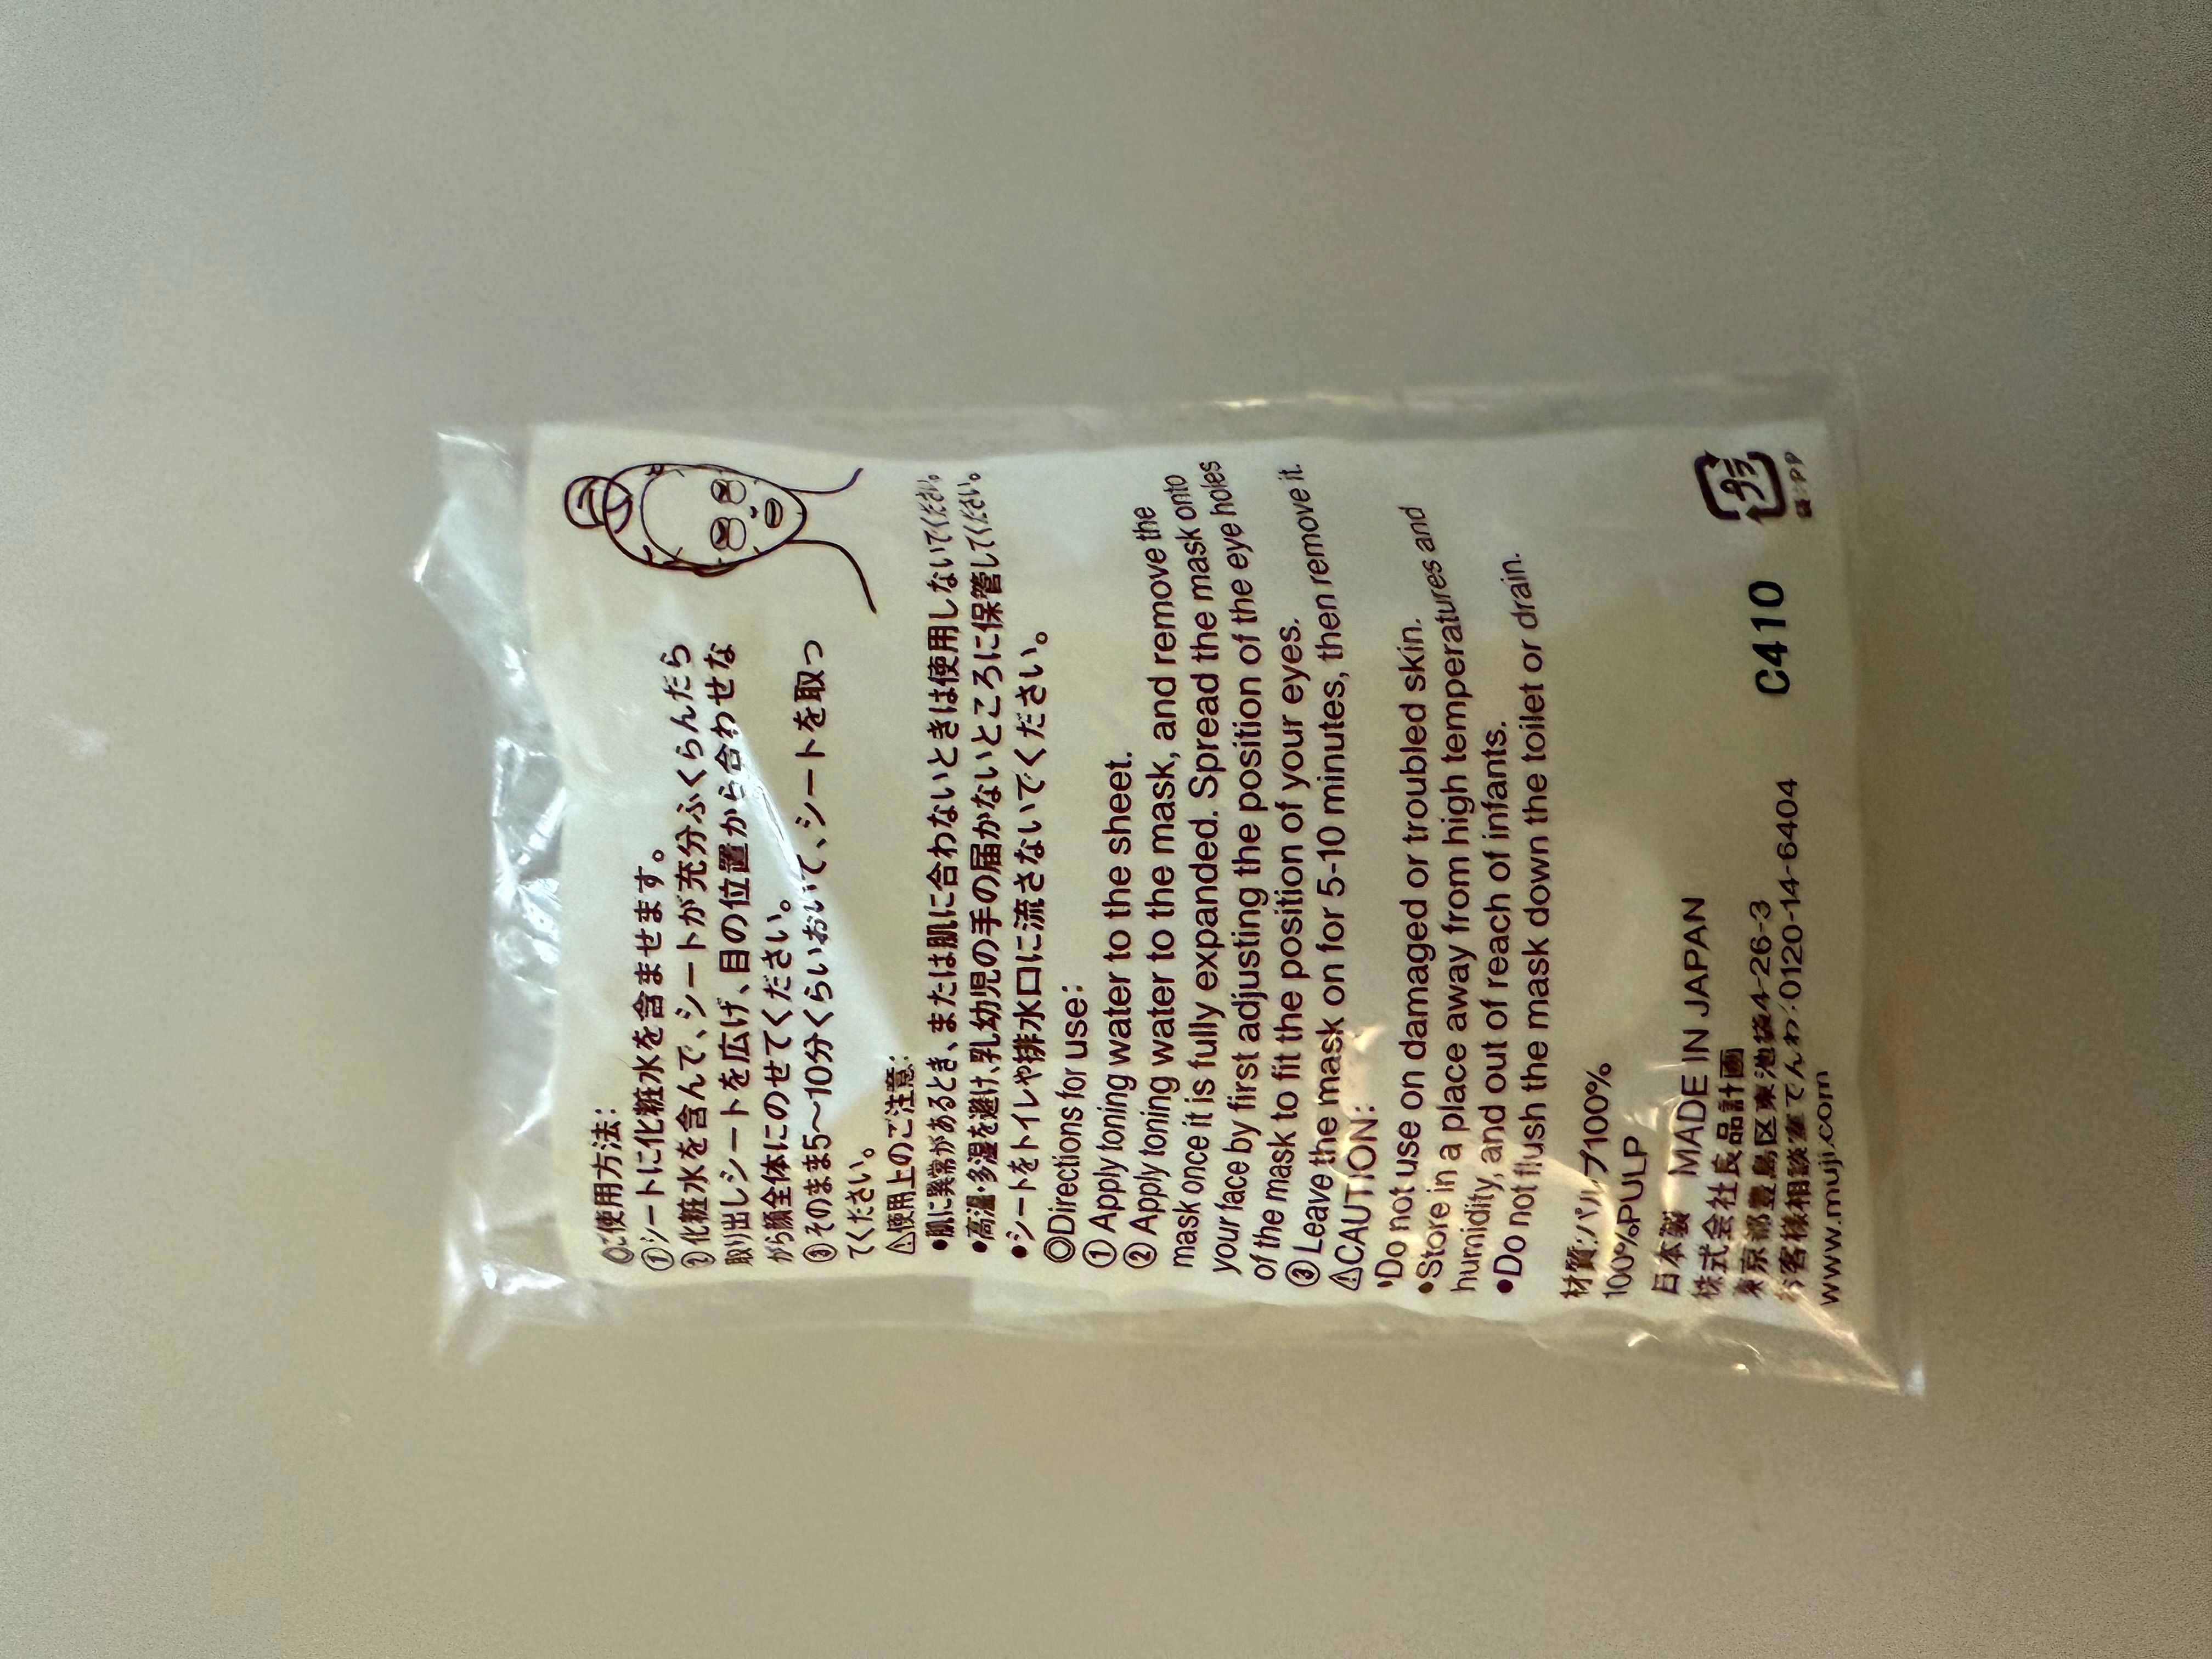 ◎ご使用方法:
①シートに化粧水を含ませます。
②化粧水を含んで、シートが充分ふくらんだら
取り出しシートを広げ、目の位置から合わせな
がら顔全体にのせてください。
③そのまま5〜10分くらいおいて、シートを取っ
てください。
⚠使用上のご注意:
•肌に異常があるとき、または肌に合わないときは使用しないでください。
•高温・多湿を避け、乳幼児の手の届かないところに保管してください。
•シートをトイレや排水口に流さないでください。
◎Directions for use:
① Apply toning water to the sheet.
② Apply toning water to the mask, and remove the
mask once it is fully expanded. Spread the mask onto
your face by first adjusting the position of the eye holes
of the mask to fit the position of your eyes.
③ Leave the mask on for 5-10 minutes, then remove it.
⚠CAUTION:
•Do not use on damaged or troubled skin.
•Store in a place away from high temperatures and
humidity, and out of reach of infants.
•Do not flush the mask down the toilet or drain.
材質:パルプ100%
100%PULP
日本製 MADE IN JAPAN
株式会社良品計画
東京都豊島区東池袋4-26-3
お客様相談室でんわ:0120-14-6404
www.muji.com
C410
プラ
袋:PP